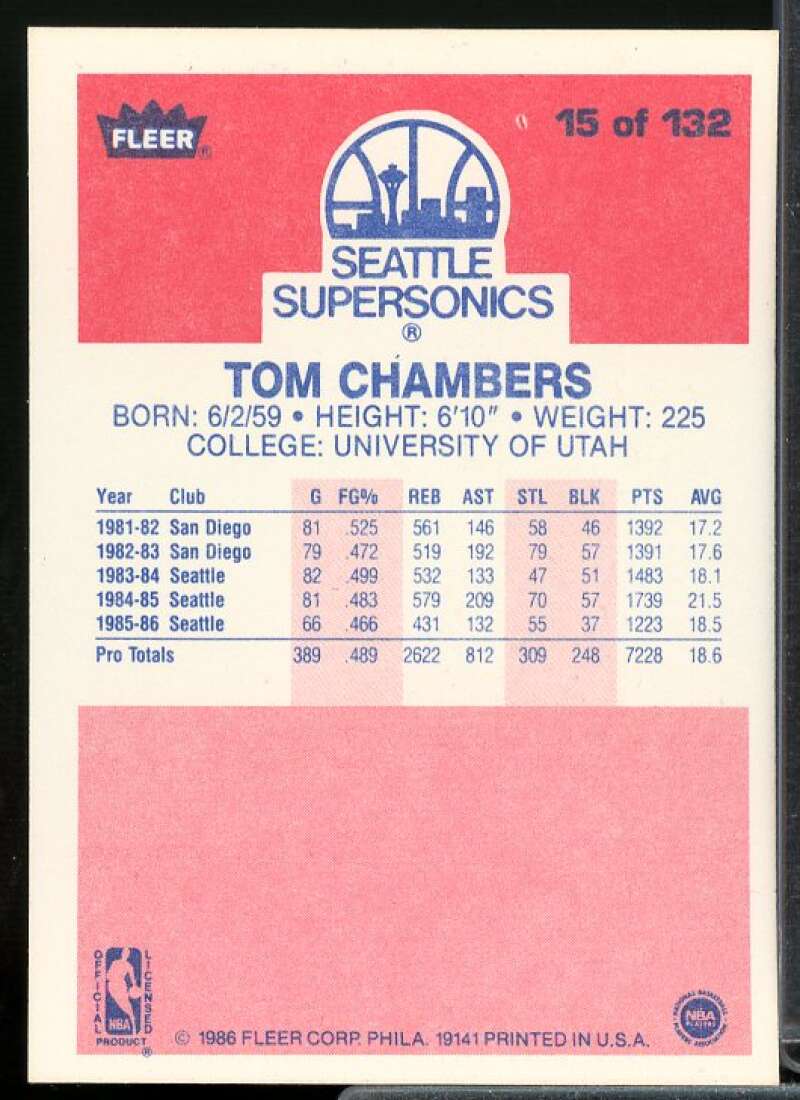 FLEER®
15 of 132
SEATTLE
SUPERSONICS
®
TOM CHAMBERS
BORN: 6/2/59 • HEIGHT: 6'10" • WEIGHT: 225
COLLEGE: UNIVERSITY OF UTAH
Year Club G FG% REB AST STL BLK PTS AVG
1981-82 San Diego 81 .525 561 146 58 46 1392 17.2
1982-83 San Diego 79 .472 519 192 79 57 1391 17.6
1983-84 Seattle 82 .499 532 133 47 51 1483 18.1
1984-85 Seattle 81 .483 579 209 70 57 1739 21.5
1985-86 Seattle 66 .466 431 132 55 37 1223 18.5
Pro Totals 389 .489 2622 812 309 248 7228 18.6
OFFICIAL
NBA
LICENSED
PRODUCT®
© 1986 FLEER CORP. PHILA. 19141 PRINTED IN U.S.A.
NATIONAL BASKETBALL
NBA
PLAYERS
PLAYERS ASSOCIATION